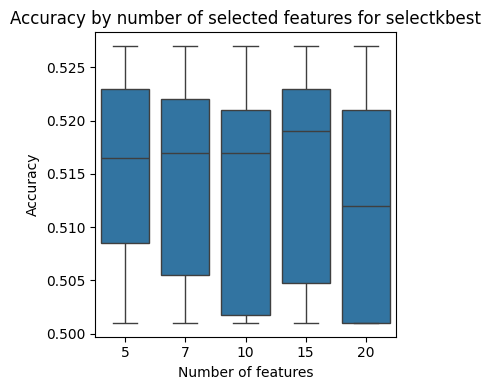 Accuracy by number of selected features for selectkbest
0.525
0.520
0.515
0.510
0.505
0.500
Accuracy
5 7 10 15 20
Number of features